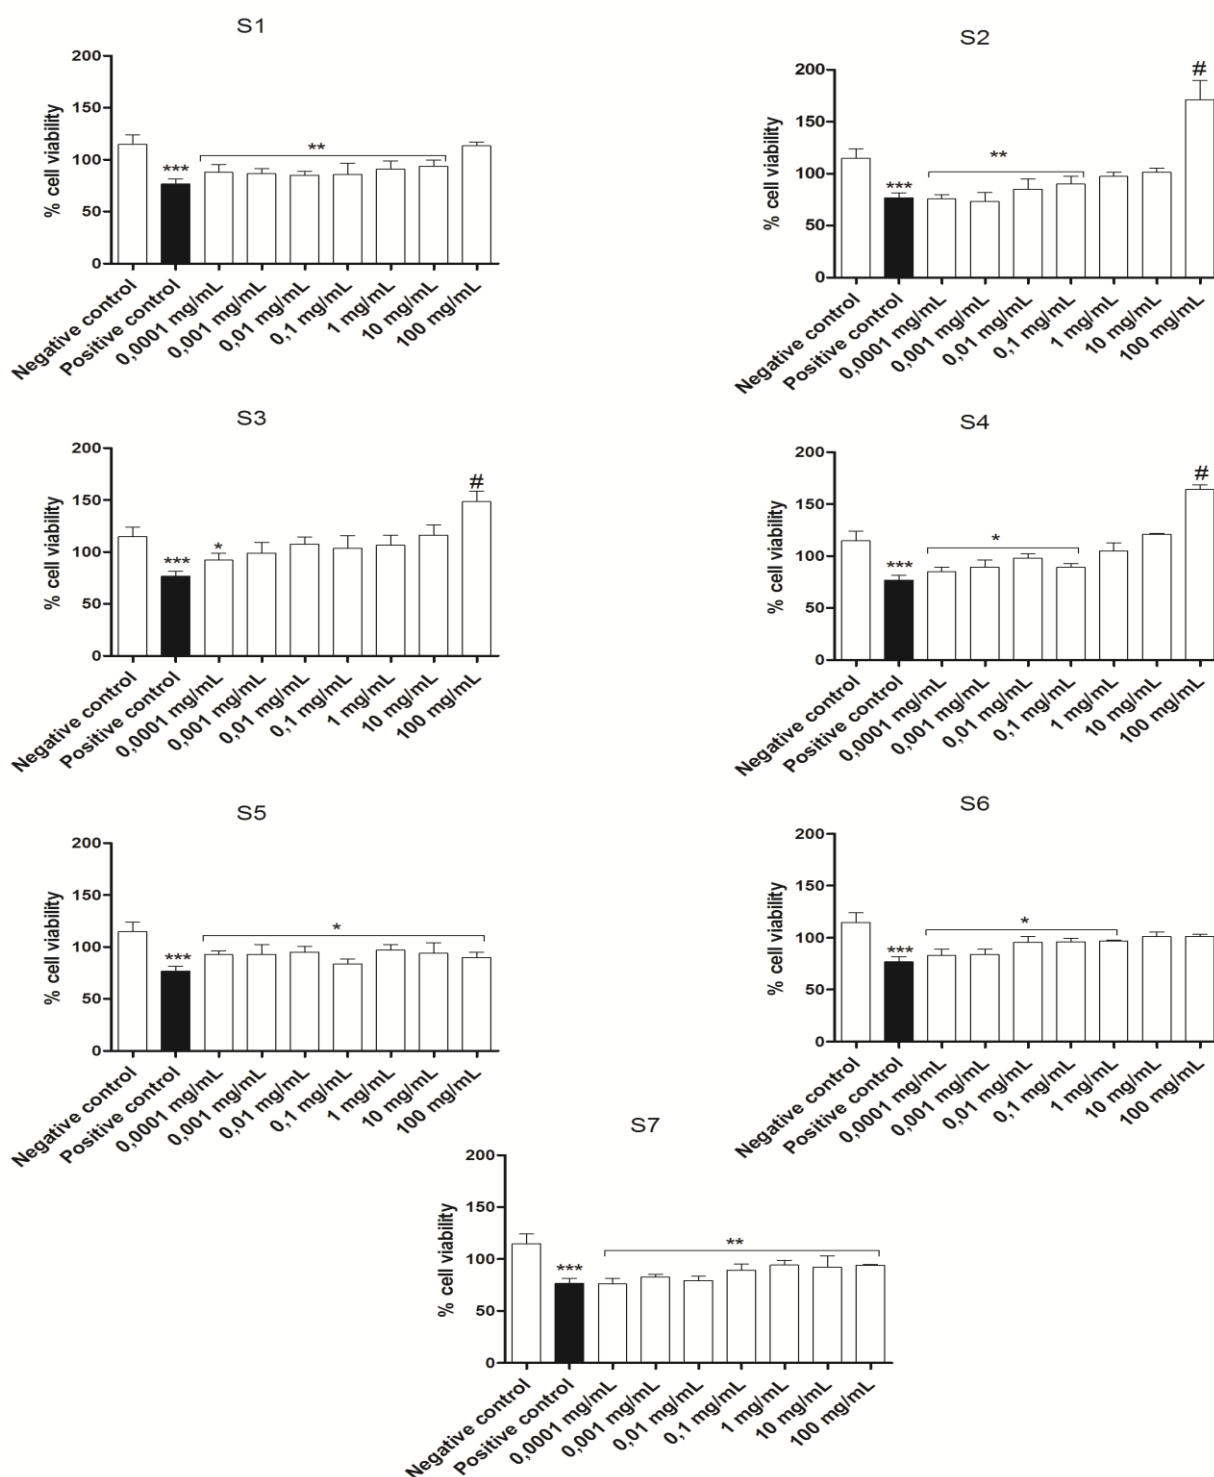 S1
200
150
100
50
0
% cell viability
***
**
Negative control
Positive control
0,0001 mg/mL
0,001 mg/mL
0,01 mg/mL
0,1 mg/mL
1 mg/mL
10 mg/mL
100 mg/mL
S2
200
150
100
50
0
% cell viability
***
**
#
Negative control
Positive control
0,0001 mg/mL
0,001 mg/mL
0,01 mg/mL
0,1 mg/mL
1 mg/mL
10 mg/mL
100 mg/mL
S3
200
150
100
50
0
% cell viability
***
*
#
Negative control
Positive control
0,0001 mg/mL
0,001 mg/mL
0,01 mg/mL
0,1 mg/mL
1 mg/mL
10 mg/mL
100 mg/mL
S4
200
150
100
50
0
% cell viability
***
*
#
Negative control
Positive control
0,0001 mg/mL
0,001 mg/mL
0,01 mg/mL
0,1 mg/mL
1 mg/mL
10 mg/mL
100 mg/mL
S5
200
150
100
50
0
% cell viability
***
*
Negative control
Positive control
0,0001 mg/mL
0,001 mg/mL
0,01 mg/mL
0,1 mg/mL
1 mg/mL
10 mg/mL
100 mg/mL
S6
200
150
100
50
0
% cell viability
***
*
Negative control
Positive control
0,0001 mg/mL
0,001 mg/mL
0,01 mg/mL
0,1 mg/mL
1 mg/mL
10 mg/mL
100 mg/mL
S7
200
150
100
50
0
% cell viability
***
**
Negative control
Positive control
0,0001 mg/mL
0,001 mg/mL
0,01 mg/mL
0,1 mg/mL
1 mg/mL
10 mg/mL
100 mg/mL